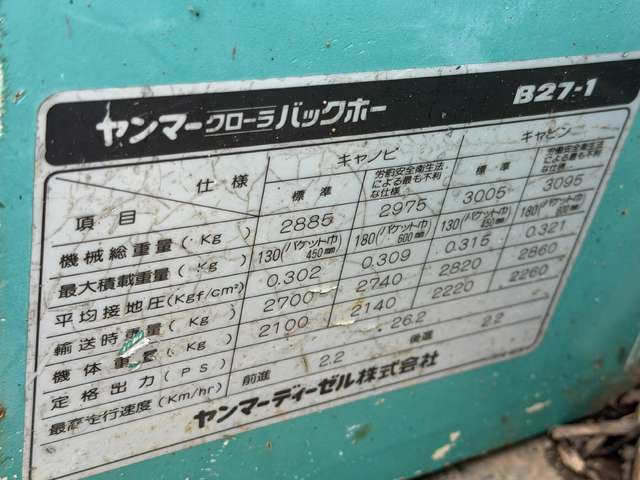 ヤンマークローラバックホー B27-1
仕様 キャノピ キャビン
項目 標準 労働安全衛生法による最も不利な仕様 標準 労働安全衛生法による最も不利な仕様
機械総重量(Kg) 2885 2975 3005 3095
最大積載重量(Kg) 130(バケット巾450mm) 180(バケット巾600mm) 130(バケット巾450mm) 180(バケット巾600mm)
平均接地圧(Kgf/cm²) 0.302 0.309 0.315 0.321
輸送時重量(Kg) 2700 2740 2820 2860
機体重量(Kg) 2100 2140 2220 2260
定格出力(PS) 26.2
最高走行速度(Km/hr) 前進 2.2 後進 2.2
ヤンマーディーゼル株式会社